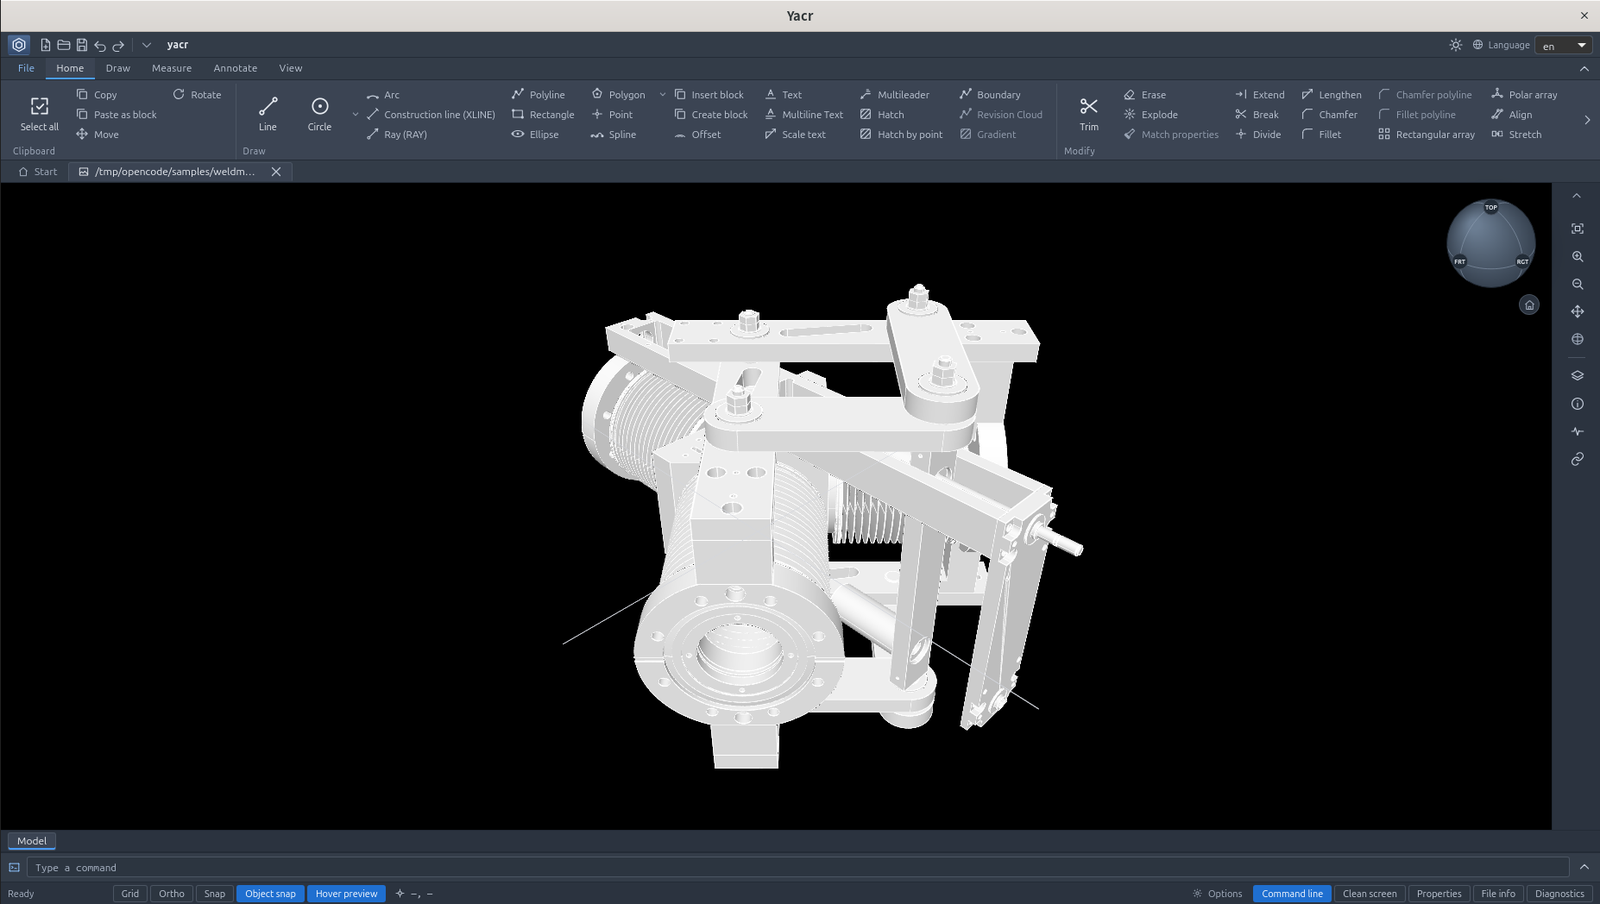 Yacr
yacr
Language en
File Home Draw Measure Annotate View
Select all
Copy
Paste as block
Move
Rotate
Clipboard
Line
Circle
Arc
Construction line (XLINE)
Ray (RAY)
Polyline
Rectangle
Ellipse
Polygon
Point
Spline
Insert block
Create block
Offset
Text
Multiline Text
Scale text
Multileader
Hatch
Hatch by point
Boundary
Revision Cloud
Gradient
Draw
Trim
Erase
Explode
Match properties
Extend
Break
Divide
Lengthen
Chamfer
Fillet
Chamfer polyline
Fillet polyline
Rectangular array
Polar array
Align
Stretch
Modify
Start /tmp/opencode/samples/weldm...
TOP
FRT RGT
Model
Type a command
Ready Grid Ortho Snap Object snap Hover preview –, – Options Command line Clean screen Properties File info Diagnostics